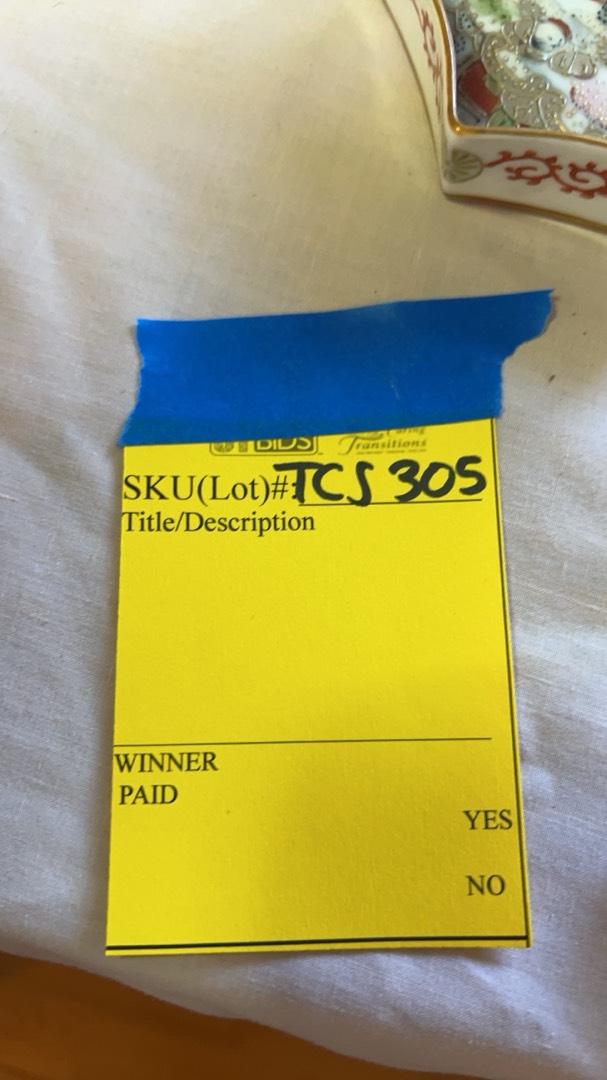 BIDS
Transitions
SKU(Lot)#: TCS 305
Title/Description
WINNER
PAID
YES
NO